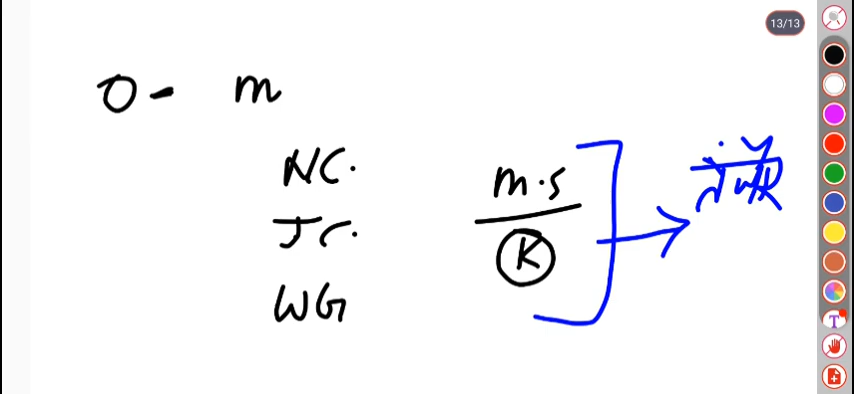 13/13
O - m
NC.
m.s
JC.
K
WG
T